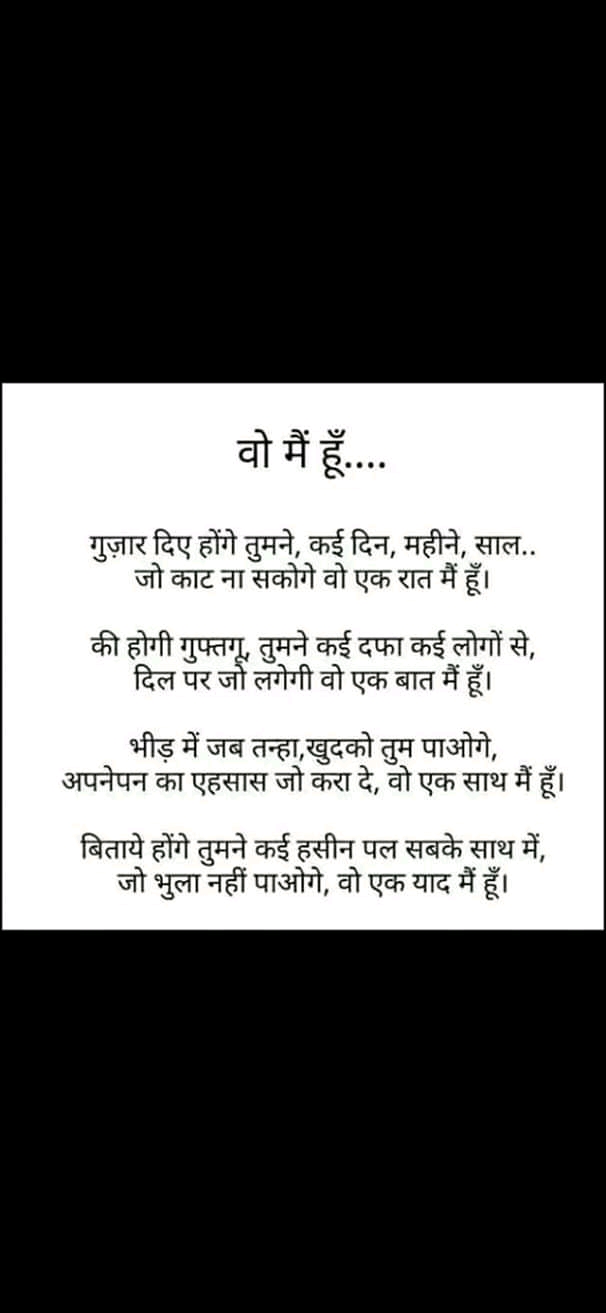 वो मैं हूँ....
गुज़ार दिए होंगे तुमने, कई दिन, महीने, साल..
जो काट ना सकोगे वो एक रात मैं हूँ।
की होगी गुफ्तगू, तुमने कई दफा कई लोगों से,
दिल पर जो लगेगी वो एक बात मैं हूँ।
भीड़ में जब तन्हा,खुदको तुम पाओगे,
अपनेपन का एहसास जो करा दे, वो एक साथ मैं हूँ।
बिताये होंगे तुमने कई हसीन पल सबके साथ में,
जो भुला नहीं पाओगे, वो एक याद मैं हूँ।